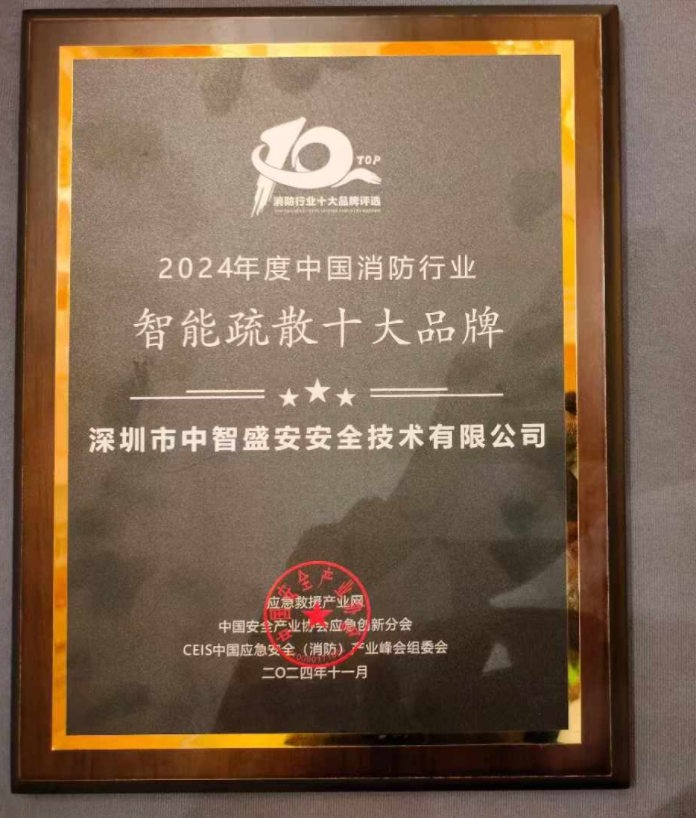 10 TOP
消防行业十大品牌评选
2024年度中国消防行业
智能疏散十大品牌
深圳市中智盛安安全技术有限公司
应急救援产业网
中国安全产业协会应急创新分会
CEIS中国应急安全（消防）产业峰会组委会
二〇二四年十一月